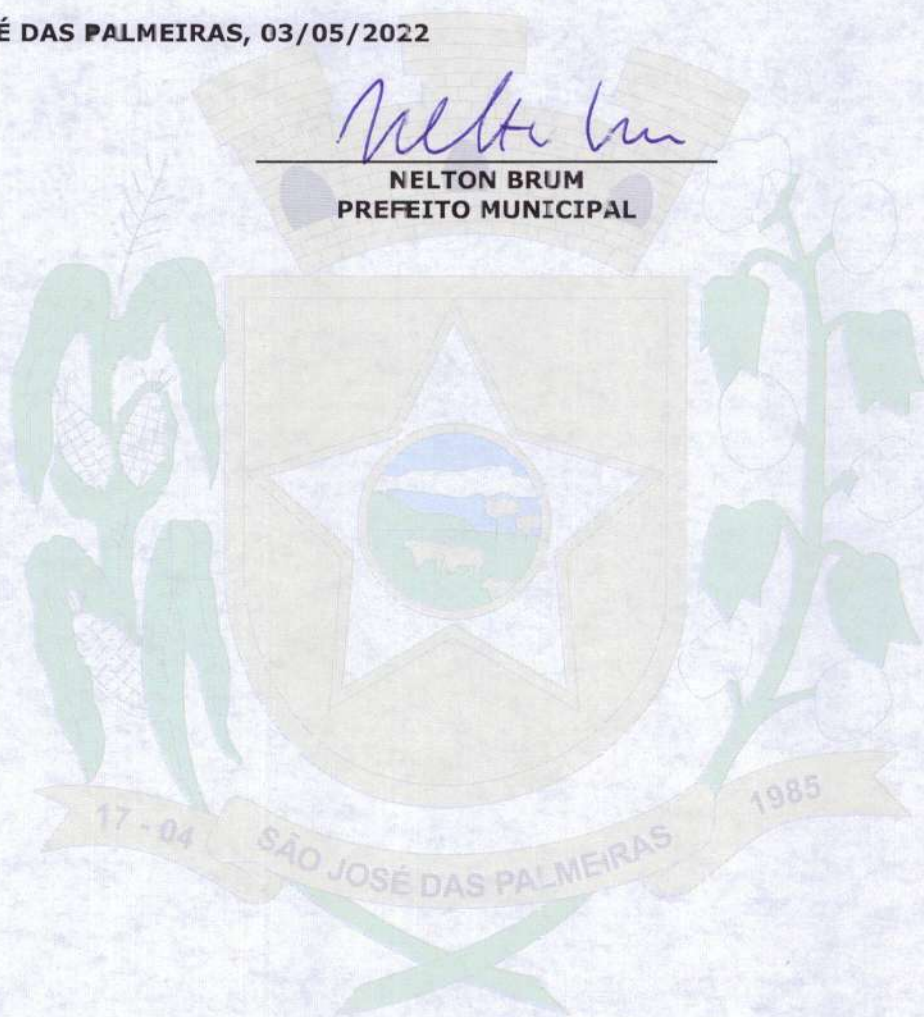 É DAS PALMEIRAS, 03/05/2022
NELTON BRUM
PREFEITO MUNICIPAL
17 - 04
SÃO JOSÉ DAS PALMEIRAS
1985